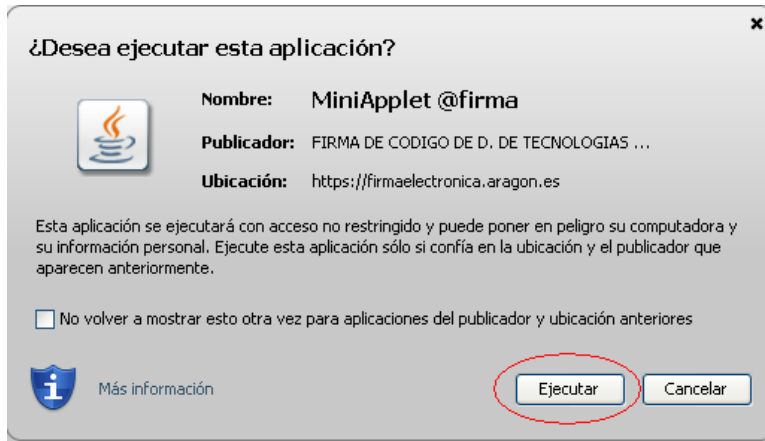 ¿Desea ejecutar esta aplicación?
Nombre: MiniApplet @firma
Publicador: FIRMA DE CODIGO DE D. DE TECNOLOGIAS ...
Ubicación: https://firmaelectronica.aragon.es
Esta aplicación se ejecutará con acceso no restringido y puede poner en peligro su computadora y
su información personal. Ejecute esta aplicación sólo si confía en la ubicación y el publicador que
aparecen anteriormente.
No volver a mostrar esto otra vez para aplicaciones del publicador y ubicación anteriores
Más información
Ejecutar
Cancelar